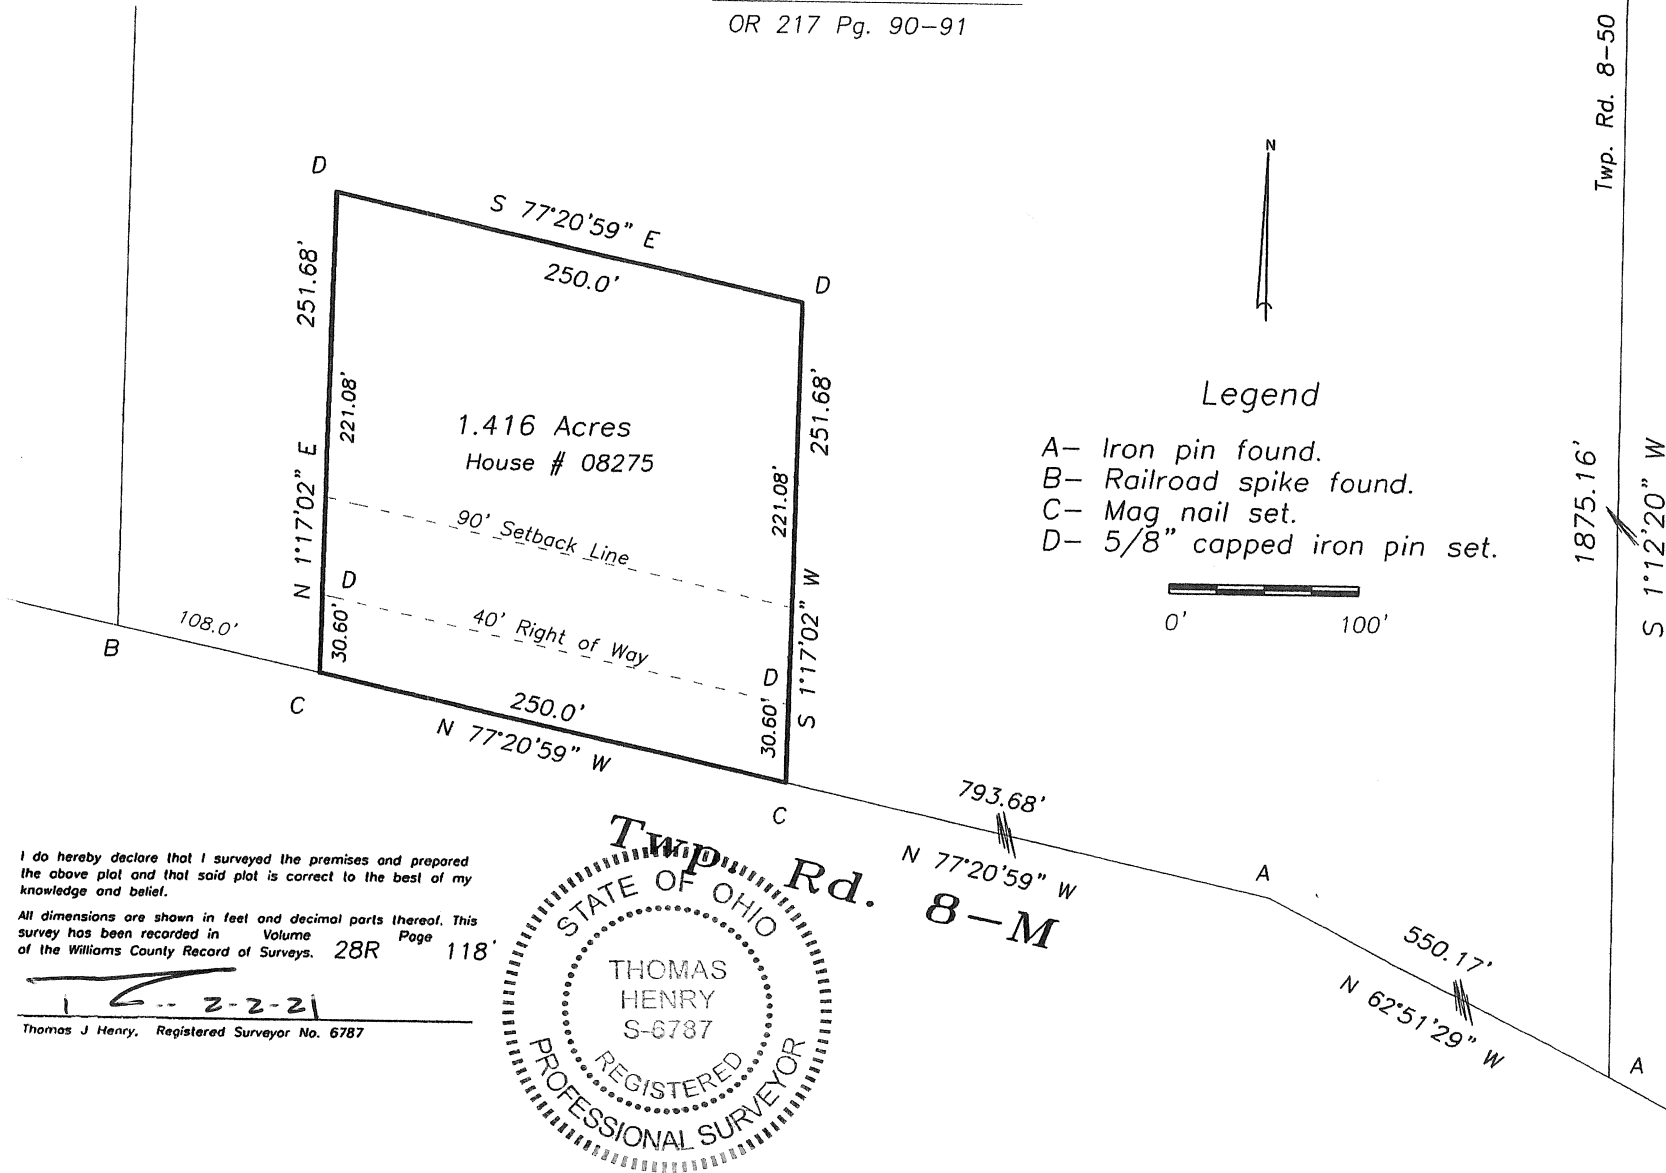 OR 217 Pg. 90-91
Twp. Rd. 8-50
N
D
S 77°20'59" E
250.0'
D
251.68'
221.08'
N 1°17'02" E
1.416 Acres
House # 08275
251.68'
221.08'
S 1°17'02" W
90' Setback Line
D
30.60'
40' Right of Way
D
30.60'
108.0'
B
C
250.0'
N 77°20'59" W
C
Legend
A- Iron pin found.
B- Railroad spike found.
C- Mag nail set.
D- 5/8" capped iron pin set.
0' 100'
1875.16'
S 1°12'20" W
793.68'
N 77°20'59" W
A
550.17'
N 62°51'29" W
A
Twp. Rd. 8-M
I do hereby declare that I surveyed the premises and prepared
the above plat and that said plat is correct to the best of my
knowledge and belief.
All dimensions are shown in feet and decimal parts thereof. This
survey has been recorded in Volume Page
of the Williams County Record of Surveys. 28R 118
2-2-21
Thomas J Henry. Registered Surveyor No. 6787
STATE OF OHIO
THOMAS
HENRY
S-6787
REGISTERED
PROFESSIONAL SURVEYOR